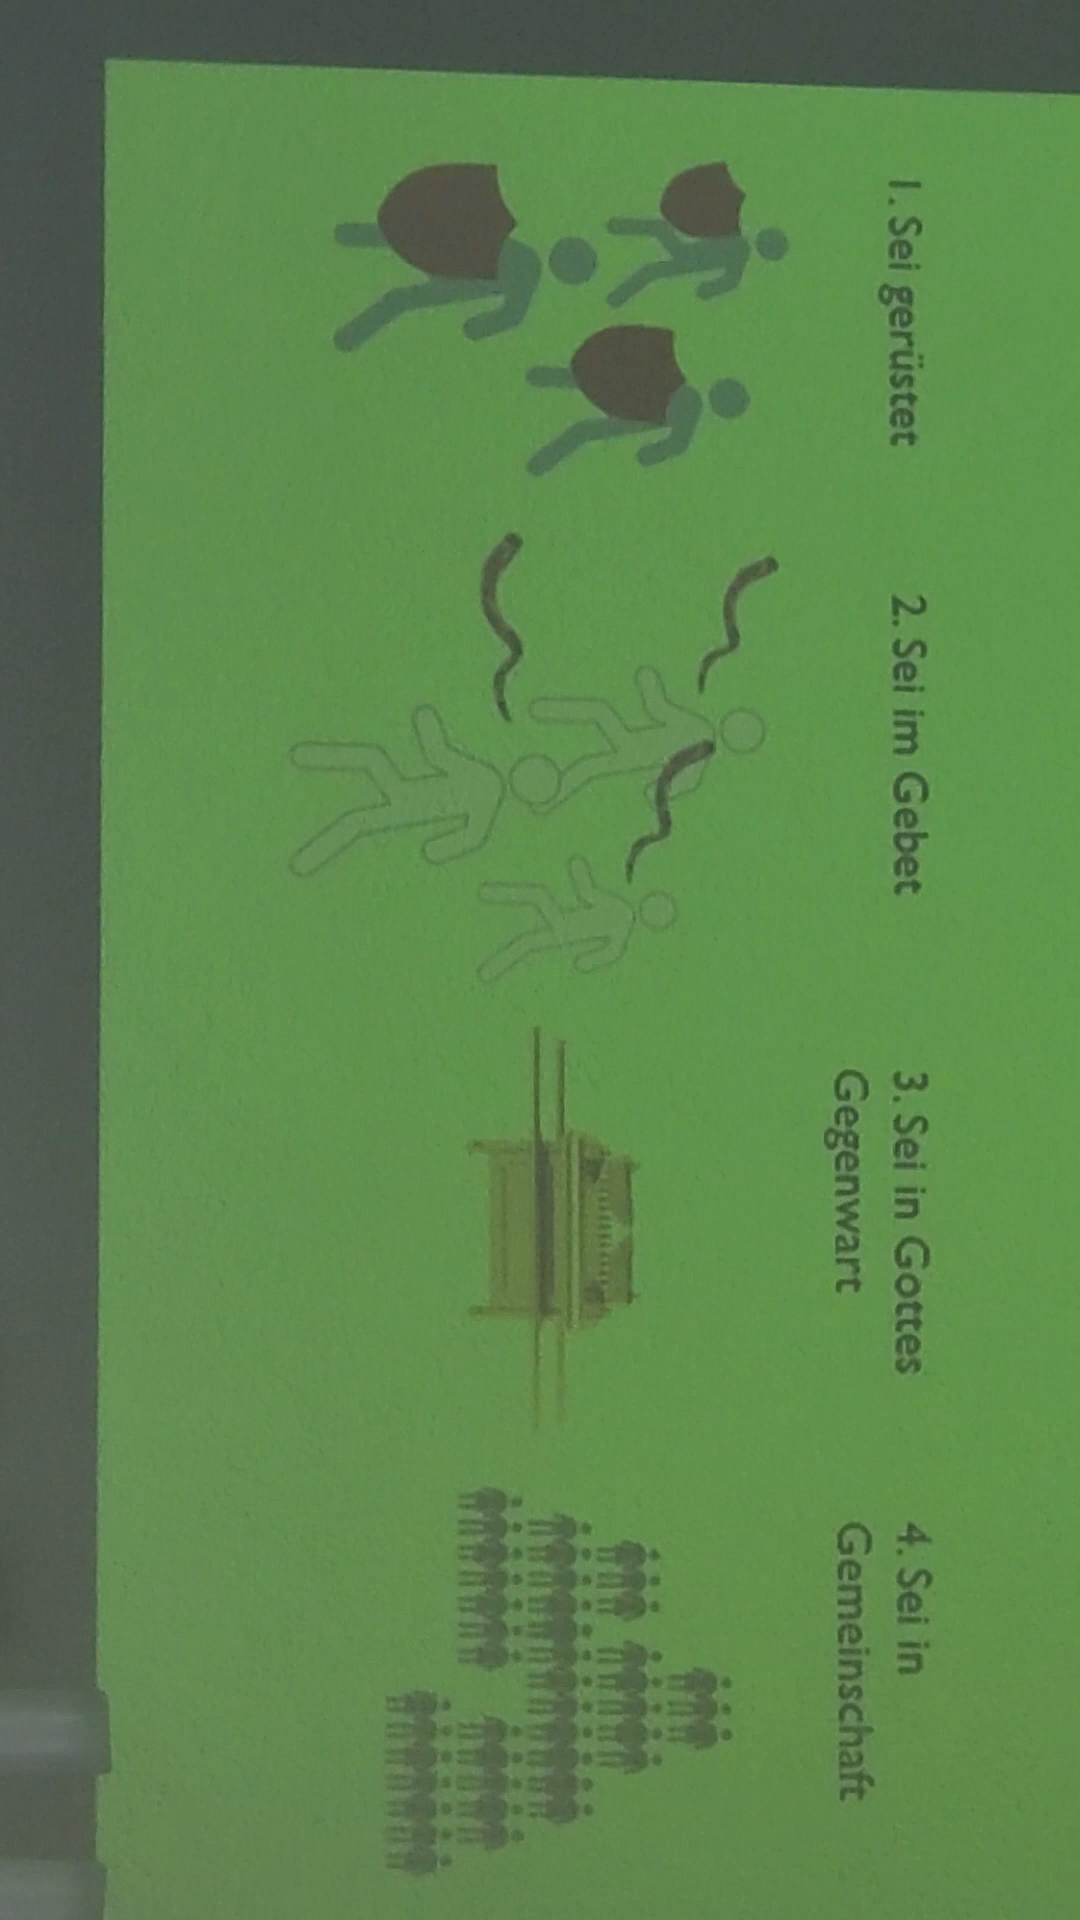 1. Sei gerüstet
2. Sei im Gebet
3. Sei in Gottes
Gegenwart
4. Sei in
Gemeinschaft